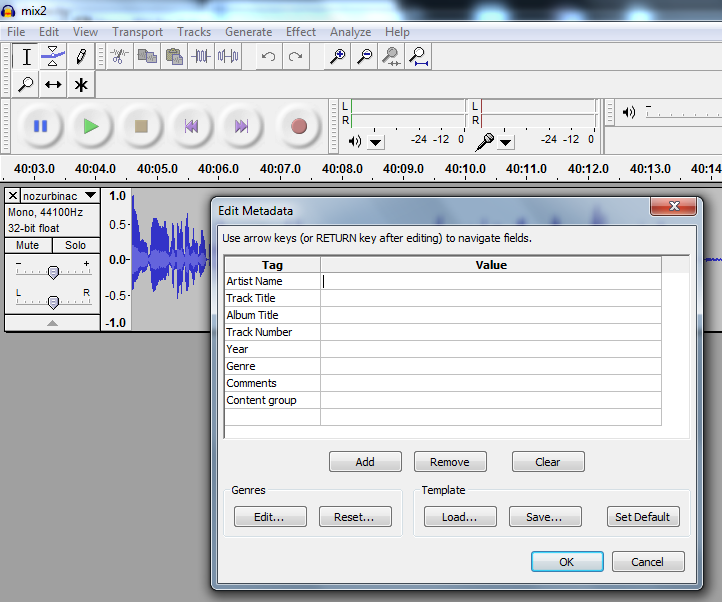 mix2
File Edit View Transport Tracks Generate Effect Analyze Help
L
R
-24 -12 0
L
R
-24 -12 0
40:03.0 40:04.0 40:05.0 40:06.0 40:07.0 40:08.0 40:09.0 40:10.0 40:11.0 40:12.0 40:13.0 40:14
nozurbinac
Mono, 44100Hz
32-bit float
Mute Solo
- +
L R
1.0
0.5-
0.0-
-0.5-
-1.0
Edit Metadata
Use arrow keys (or RETURN key after editing) to navigate fields.
Tag Value
Artist Name
Track Title
Album Title
Track Number
Year
Genre
Comments
Content group
Add Remove Clear
Genres Template
Edit... Reset... Load... Save... Set Default
OK Cancel